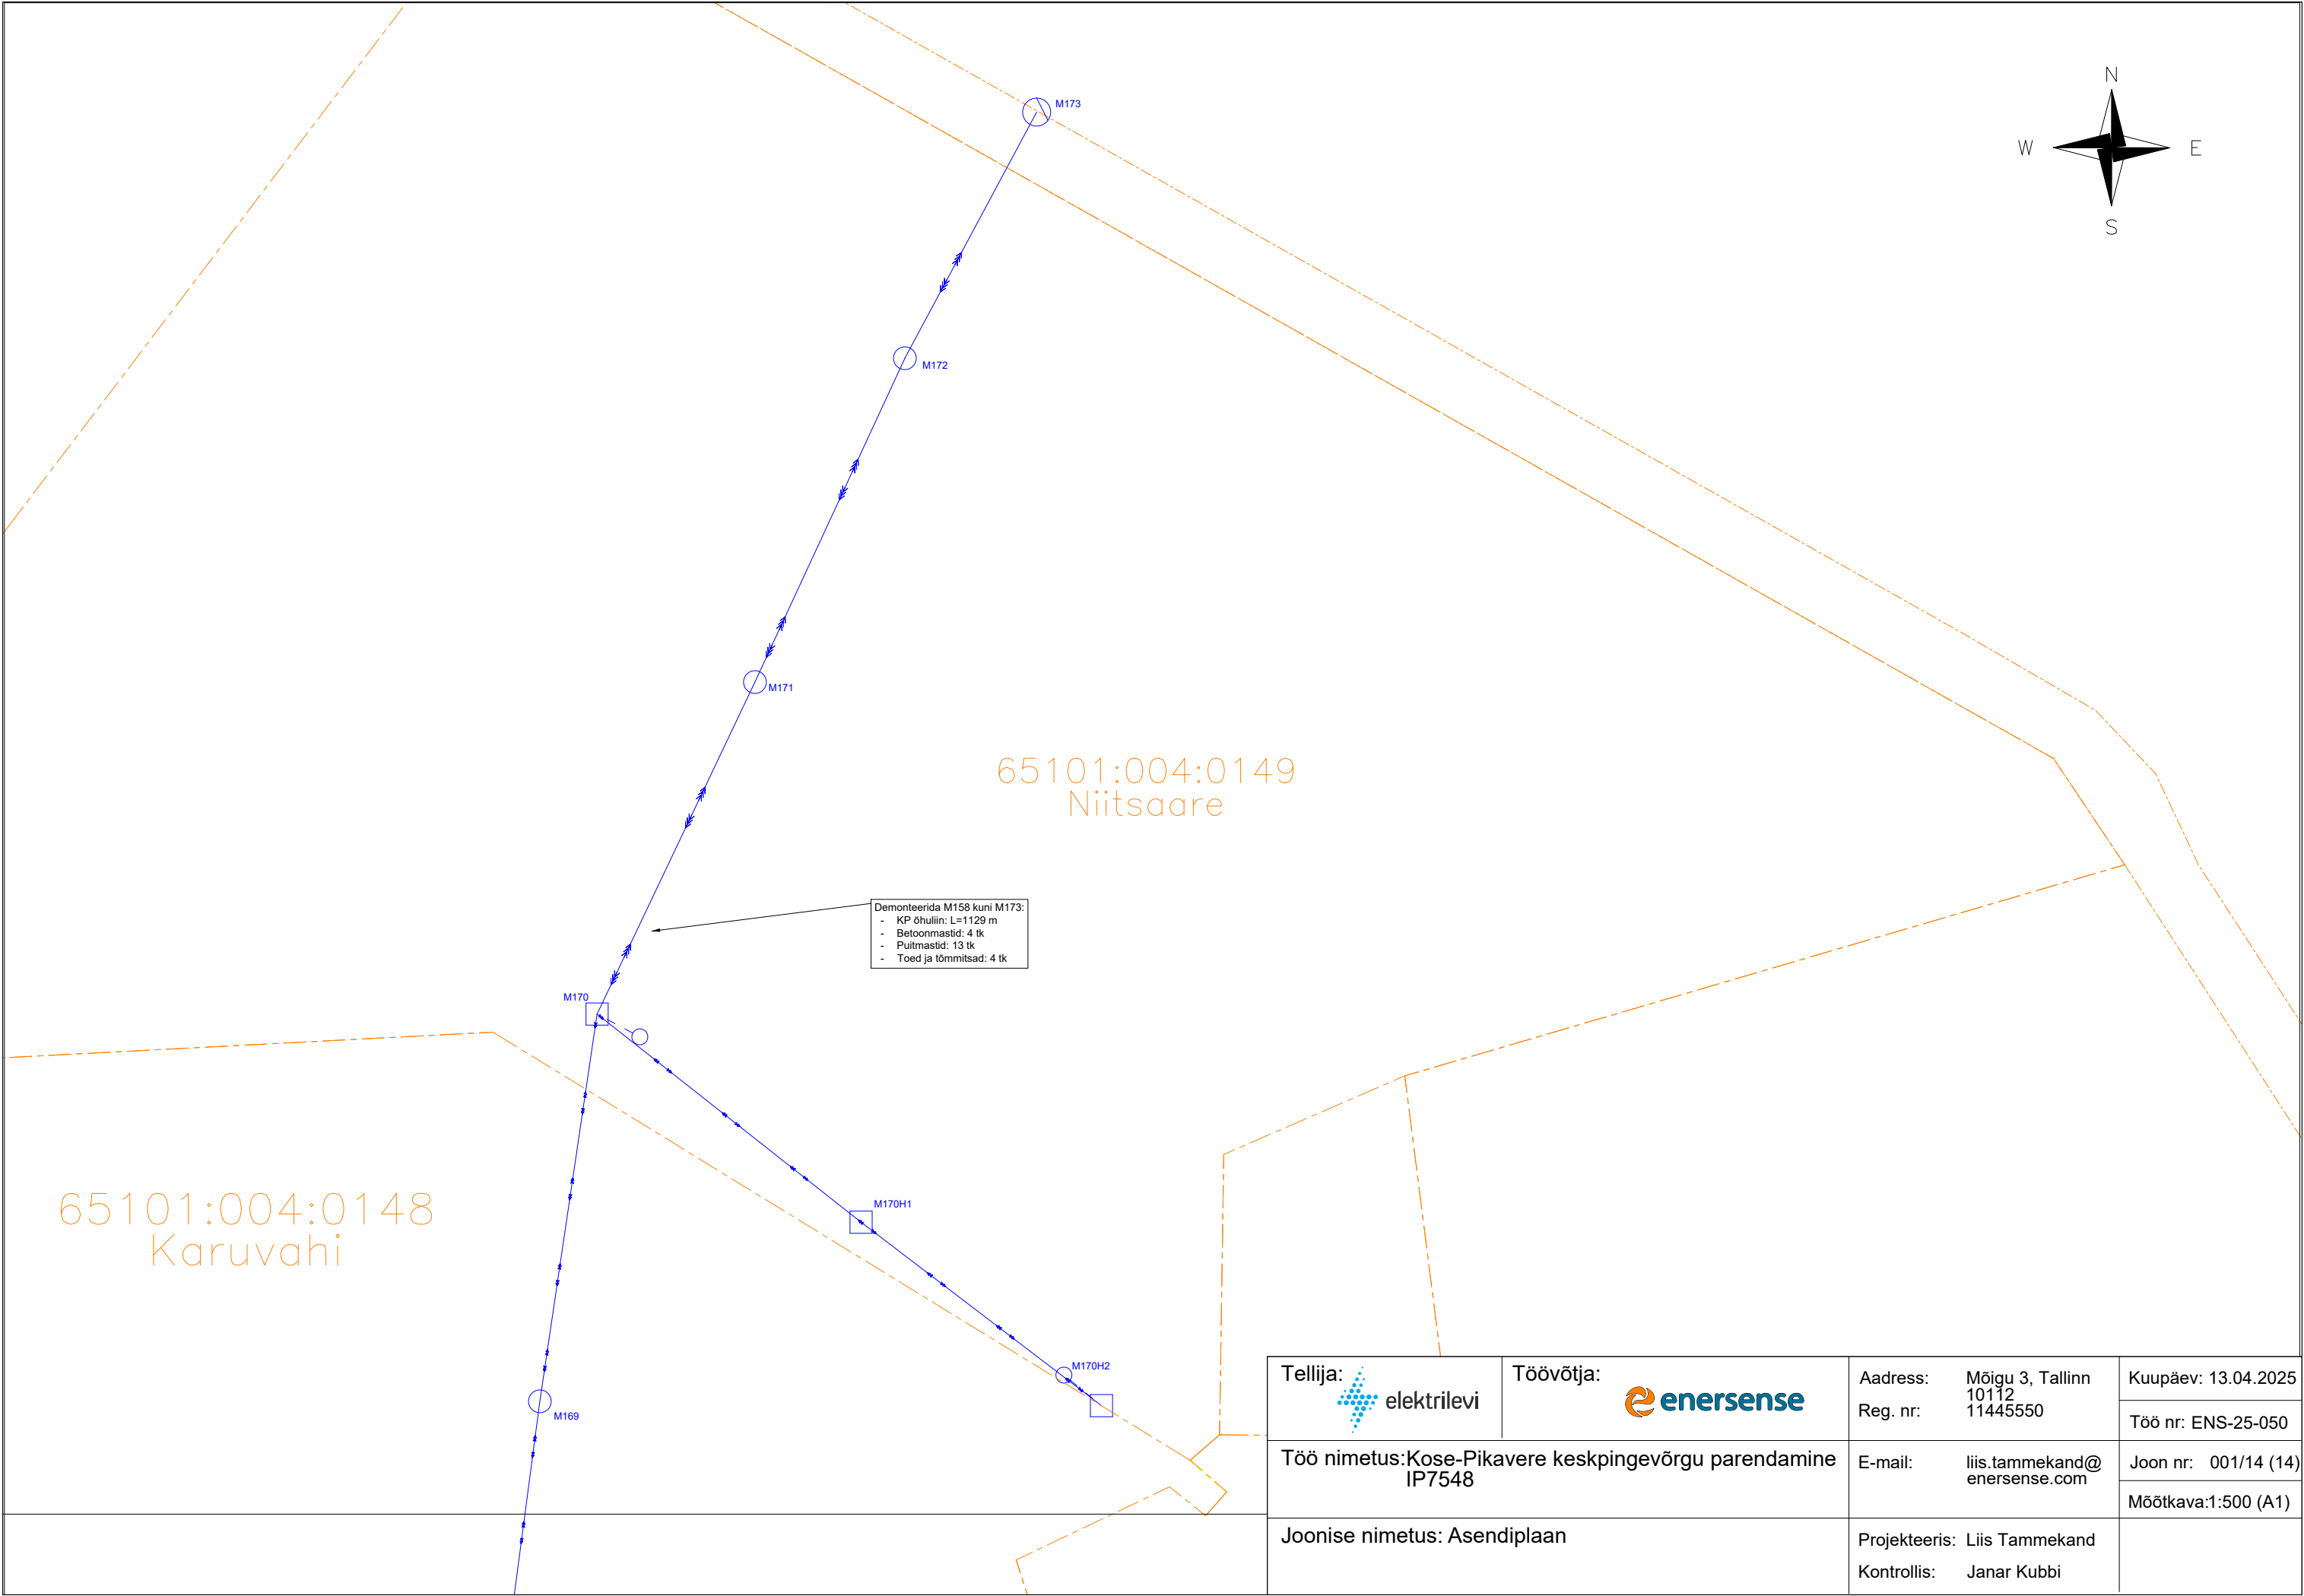 N
W E
S
M173
M172
M171
65101:004:0149
Niitsaare
Demonteerida M158 kuni M173:
- KP õhuliin: L=1129 m
- Betoonmastid: 4 tk
- Puitmastid: 13 tk
- Toed ja tõmmitsad: 4 tk
M170
65101:004:0148
Karuvahi
M170H1
M170H2
M169
Tellija:
elektrilevi
Töövõtja:
enersense
Aadress: Mõigu 3, Tallinn
10112
Reg. nr: 11445550
Kuupäev: 13.04.2025
Töö nr: ENS-25-050
Töö nimetus:Kose-Pikavere keskpingevõrgu parendamine
IP7548
E-mail: liis.tammekand@
enersense.com
Joon nr: 001/14 (14)
Mõõtkava:1:500 (A1)
Joonise nimetus: Asendiplaan
Projekteeris: Liis Tammekand
Kontrollis: Janar Kubbi